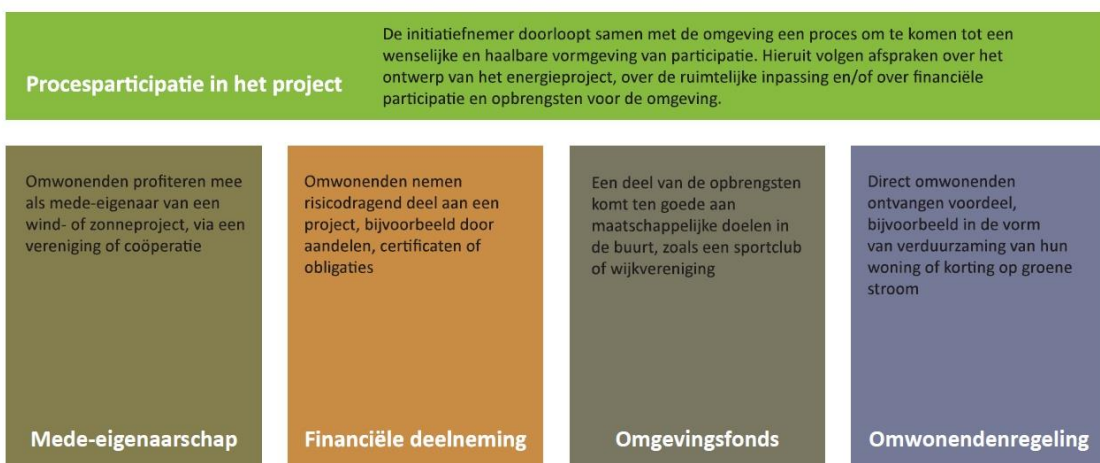 Procesparticipatie in het project
De initiatiefnemer doorloopt samen met de omgeving een proces om te komen tot een
wenselijke en haalbare vormgeving van participatie. Hieruit volgen afspraken over het
ontwerp van het energieproject, over de ruimtelijke inpassing en/of over financiële
participatie en opbrengsten voor de omgeving.
Omwonenden profiteren mee
als mede-eigenaar van een
wind- of zonneproject, via een
vereniging of coöperatie
Mede-eigenaarschap
Omwonenden nemen
risicodragend deel aan een
project, bijvoorbeeld door
aandelen, certificaten of
obligaties
Financiële deelneming
Een deel van de opbrengsten
komt ten goede aan
maatschappelijke doelen in
de buurt, zoals een sportclub
of wijkvereniging
Omgevingsfonds
Direct omwonenden
ontvangen voordeel,
bijvoorbeeld in de vorm
van verduurzaming van hun
woning of korting op groene
stroom
Omwonendenregeling